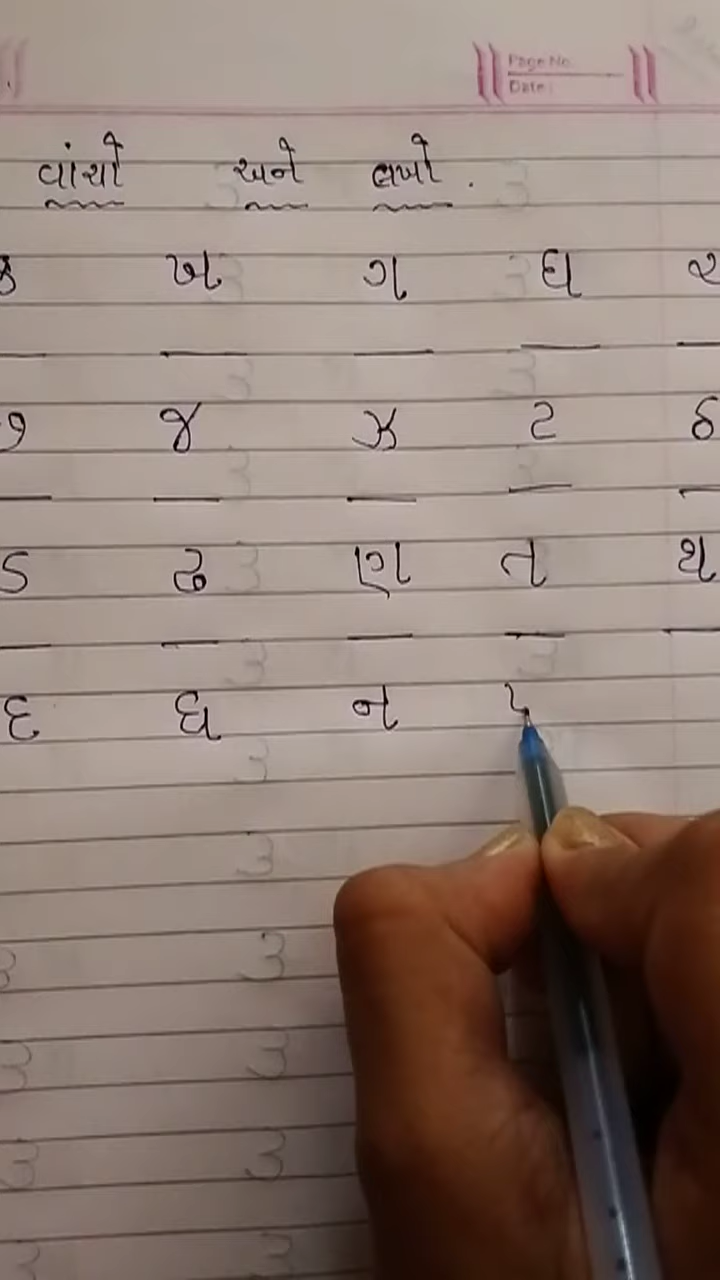 Page No.
Date:
વાંચો અને લખો.
ક ખ ગ ઘ ચ
છ જ ઝ ટ ઠ
ડ ઢ ણ ત થ
દ ધ ન